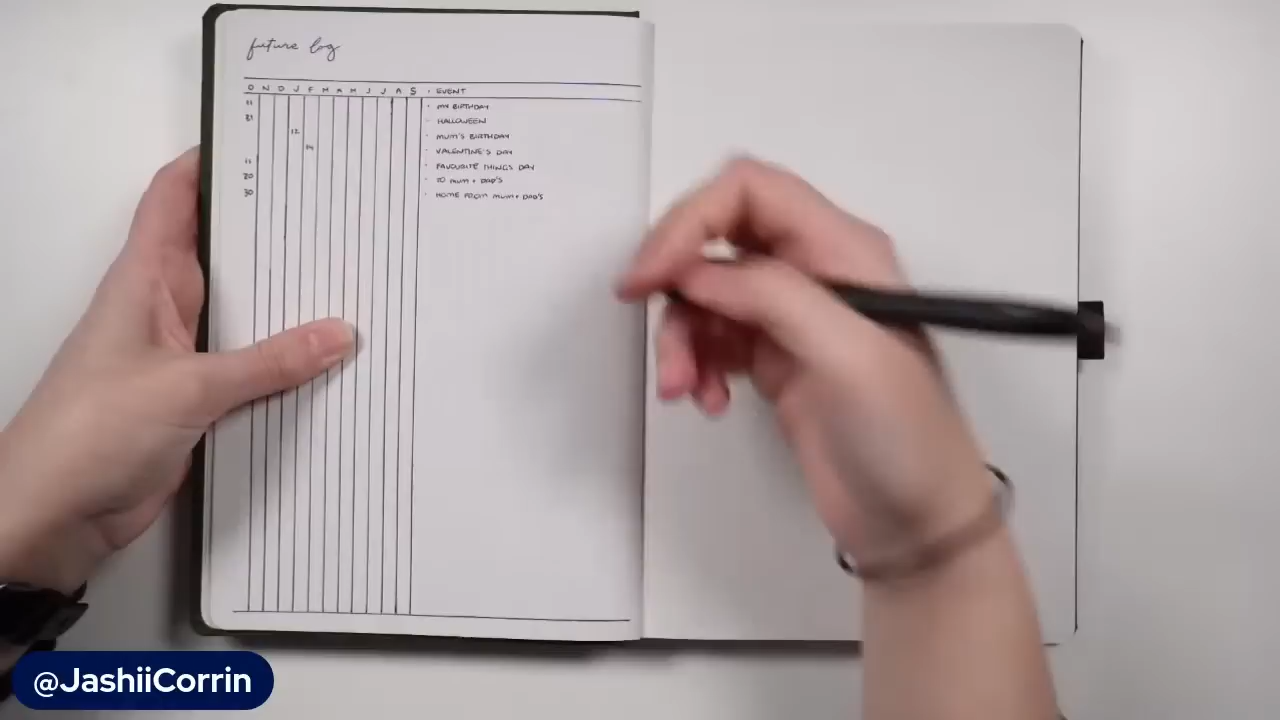 future log
O N D J F M A M J J A S · EVENT
11 · MY BIRTHDAY
31 · HALLOWEEN
12 · MUM'S BIRTHDAY
14 · VALENTINE'S DAY
15 · FAVOURITE THINGS DAY
20 · TO MUM + DAD'S
30 · HOME FROM MUM + DAD'S
@JashiiCorrin